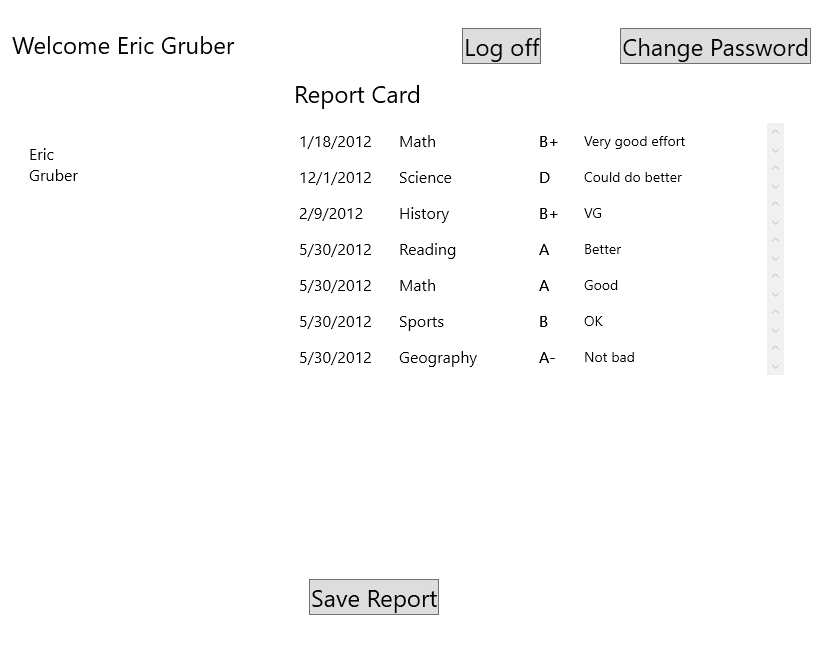 Welcome Eric Gruber
Log off
Change Password
Report Card
Eric
Gruber
1/18/2012 Math B+ Very good effort
12/1/2012 Science D Could do better
2/9/2012 History B+ VG
5/30/2012 Reading A Better
5/30/2012 Math A Good
5/30/2012 Sports B OK
5/30/2012 Geography A- Not bad
Save Report